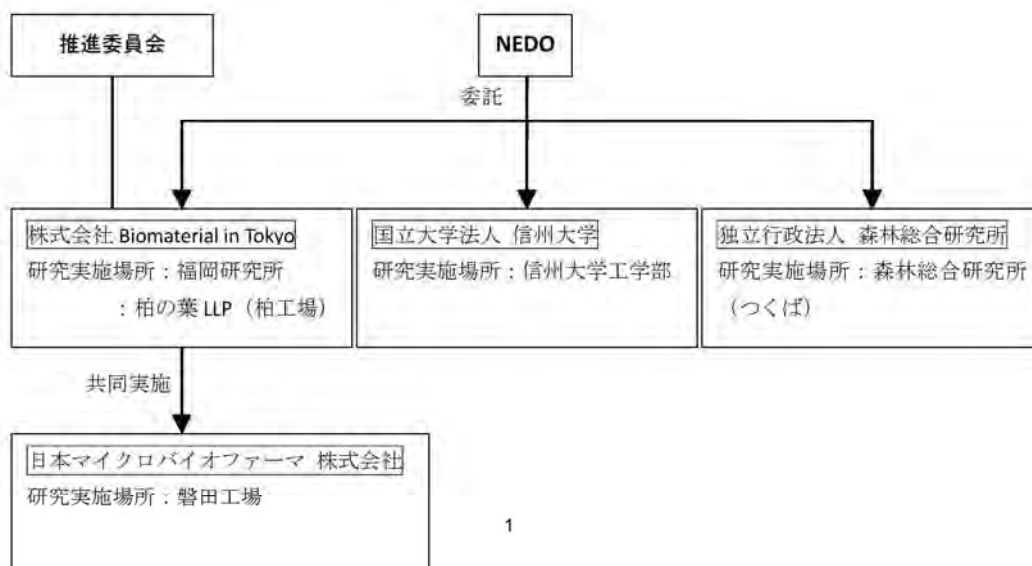 推進委員会
NEDO
委託
株式会社 Biomaterial in Tokyo
研究実施場所：福岡研究所
：柏の葉 LLP（柏工場）
国立大学法人 信州大学
研究実施場所：信州大学工学部
独立行政法人 森林総合研究所
研究実施場所：森林総合研究所
（つくば）
共同実施
日本マイクロバイオファーマ 株式会社
研究実施場所：磐田工場
1